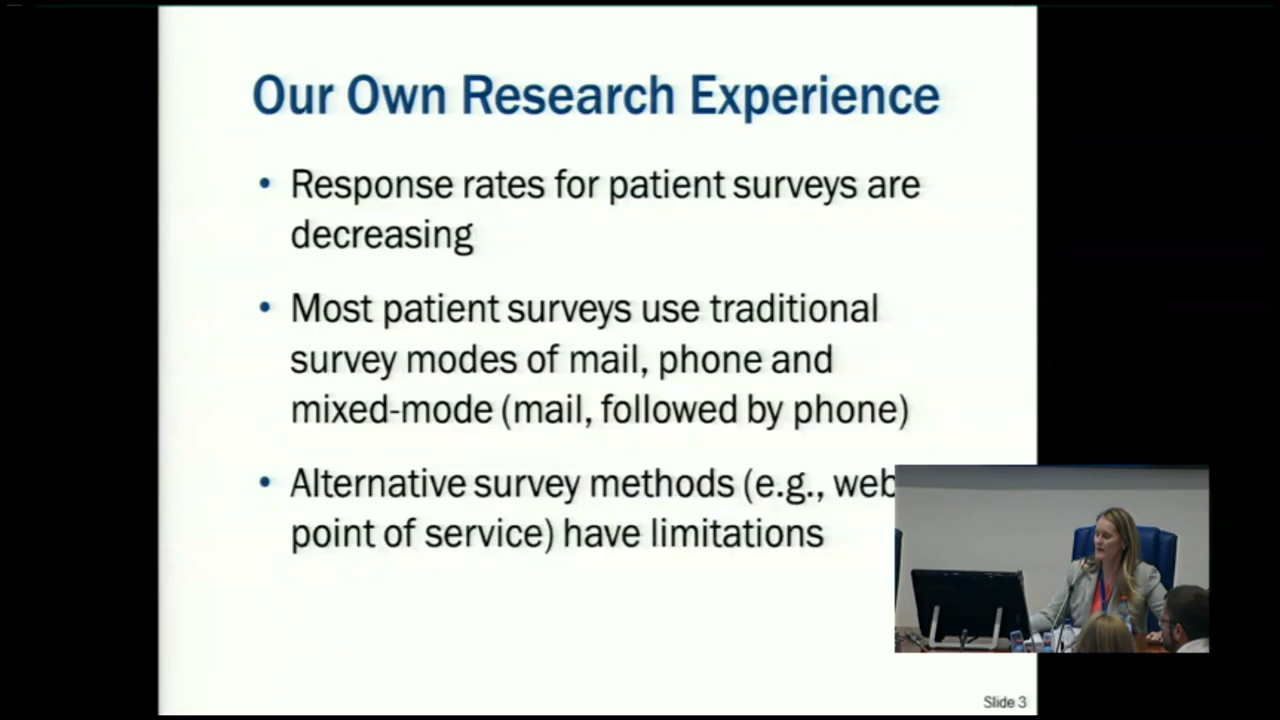 Our Own Research Experience
• Response rates for patient surveys are
decreasing
• Most patient surveys use traditional
survey modes of mail, phone and
mixed-mode (mail, followed by phone)
• Alternative survey methods (e.g., web
point of service) have limitations
Slide 3